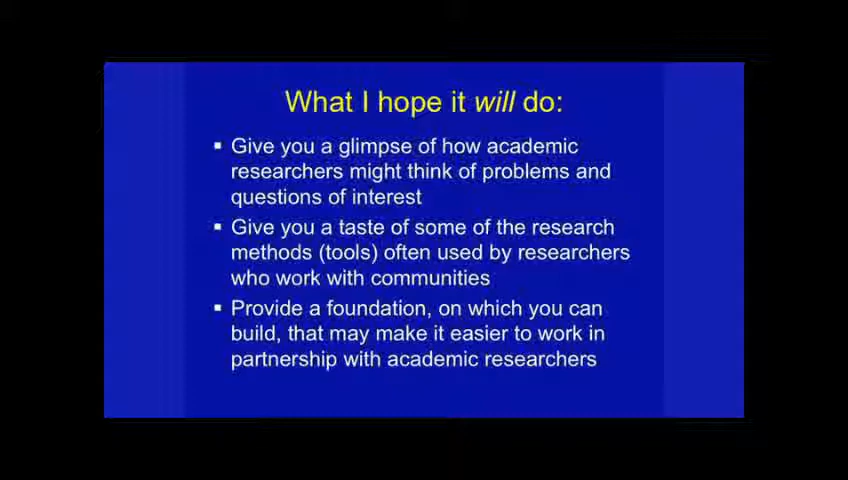 What I hope it will do:
▪ Give you a glimpse of how academic
researchers might think of problems and
questions of interest
▪ Give you a taste of some of the research
methods (tools) often used by researchers
who work with communities
▪ Provide a foundation, on which you can
build, that may make it easier to work in
partnership with academic researchers